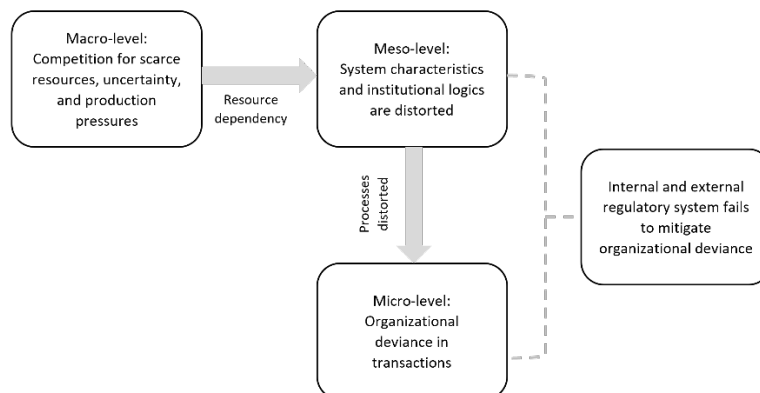 Macro-level:
Competition for scarce
resources, uncertainty,
and production
pressures
Resource
dependency
Meso-level:
System characteristics
and institutional logics
are distorted
Processes
distorted
Micro-level:
Organizational
deviance in
transactions
Internal and external
regulatory system fails
to mitigate
organizational deviance